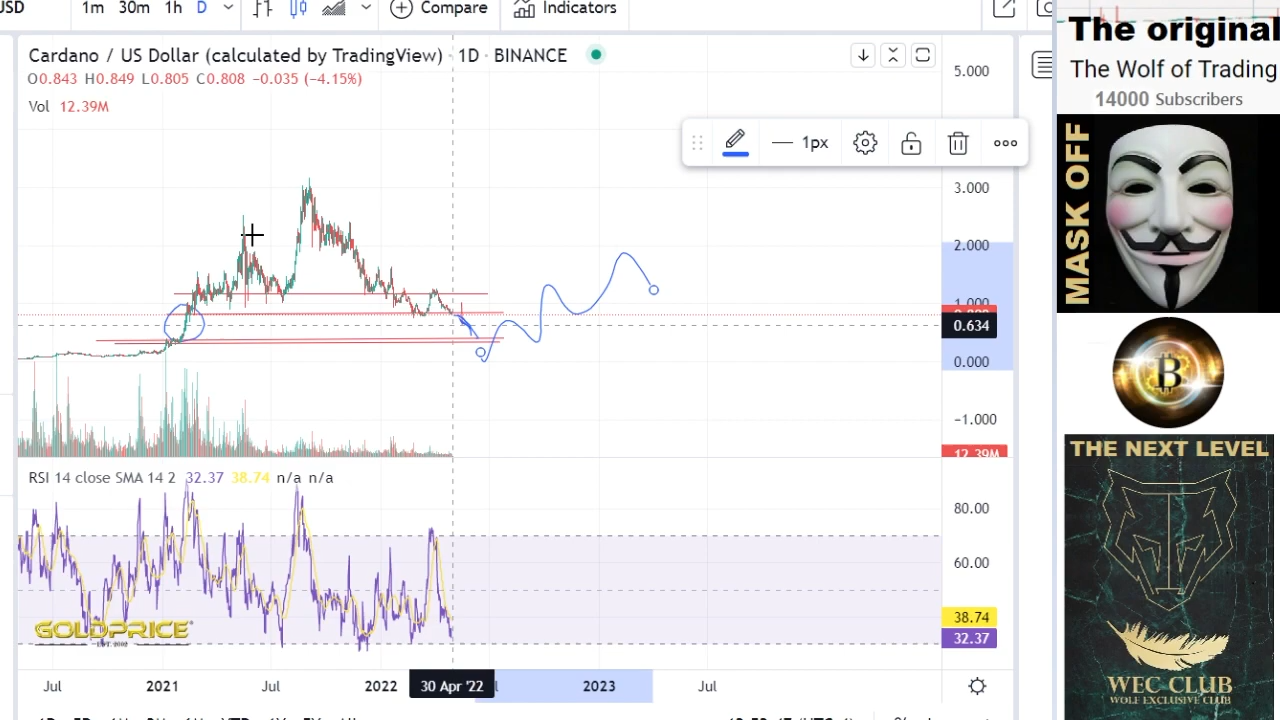 SD
1m 30m 1h D
Compare
Indicators
Cardano / US Dollar (calculated by TradingView) · 1D · BINANCE
O0.843 H0.849 L0.805 C0.808 −0.035 (−4.15%)
Vol 12.39M
1px
5.000
3.000
2.000
1.000
0.634
0.000
−1.000
12.39M
RSI 14 close SMA 14 2 32.37 38.74 n/a n/a
80.00
60.00
38.74
32.37
GOLDPRICE
EST. 2002
Jul 2021 Jul 2022 30 Apr '22 2023 Jul
The original
The Wolf of Trading
14000 Subscribers
MASK OFF
THE NEXT LEVEL
WEC CLUB
WOLF EXCLUSIVE CLUB